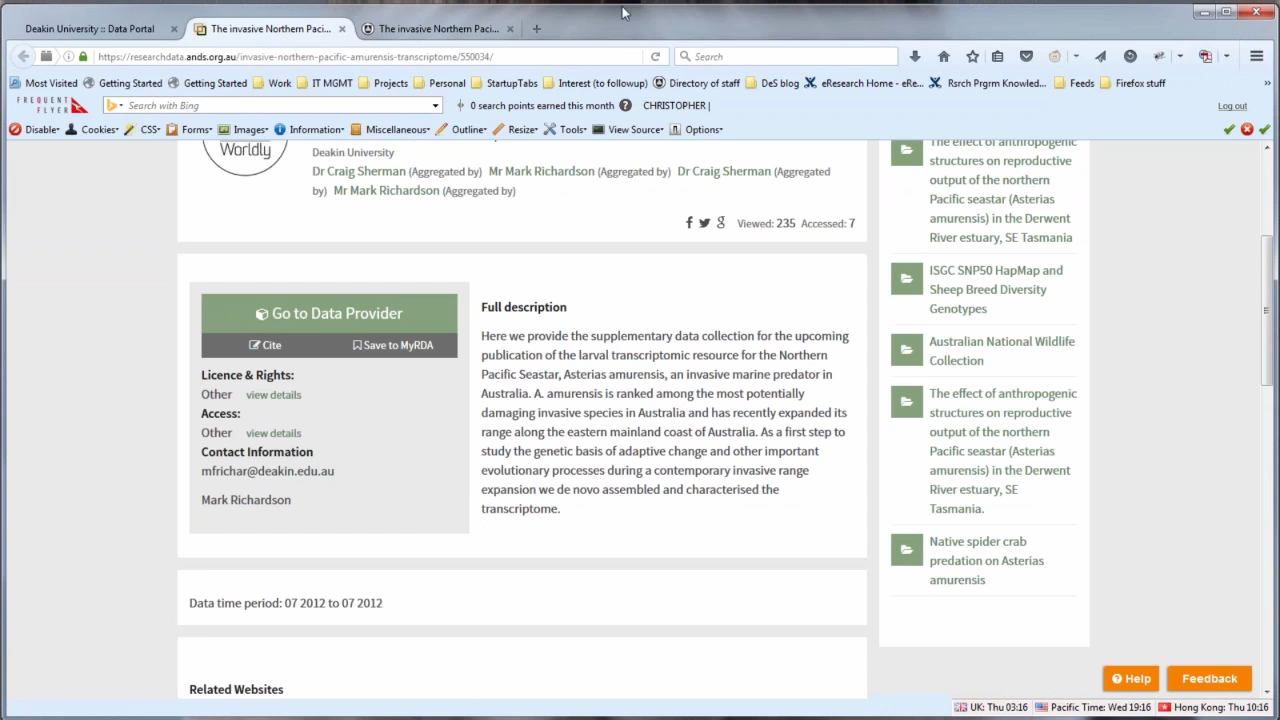 Deakin University :: Data Portal
The invasive Northern Paci...
The invasive Northern Pacif...
https://researchdata.ands.org.au/invasive-northern-pacific-amurensis-transcriptome/550034/
Search
Most Visited Getting Started Getting Started Work IT MGMT Projects Personal StartupTabs Interest (to followup) Directory of staff DeS blog eResearch Home - eRe... Rsrch Prgrm Knowled... Feeds Firefox stuff
FREQUENT FLYER
Search with Bing
0 search points earned this month
CHRISTOPHER |
Log out
Disable Cookies CSS Forms Images Information Miscellaneous Outline Resize Tools View Source Options
Worldly
Deakin University
Dr Craig Sherman (Aggregated by) Mr Mark Richardson (Aggregated by) Dr Craig Sherman (Aggregated
by) Mr Mark Richardson (Aggregated by)
Viewed: 235 Accessed: 7
Go to Data Provider
Cite
Save to MyRDA
Licence & Rights:
Other view details
Access:
Other view details
Contact Information
mfrichar@deakin.edu.au
Mark Richardson
Full description
Here we provide the supplementary data collection for the upcoming
publication of the larval transcriptomic resource for the Northern
Pacific Seastar, Asterias amurensis, an invasive marine predator in
Australia. A. amurensis is ranked among the most potentially
damaging invasive species in Australia and has recently expanded its
range along the eastern mainland coast of Australia. As a first step to
study the genetic basis of adaptive change and other important
evolutionary processes during a contemporary invasive range
expansion we de novo assembled and characterised the
transcriptome.
Data time period: 07 2012 to 07 2012
Related Websites
The effect of anthropogenic
structures on reproductive
output of the northern
Pacific seastar (Asterias
amurensis) in the Derwent
River estuary, SE Tasmania
ISGC SNP50 HapMap and
Sheep Breed Diversity
Genotypes
Australian National Wildlife
Collection
The effect of anthropogenic
structures on reproductive
output of the northern
Pacific seastar (Asterias
amurensis) in the Derwent
River estuary, SE
Tasmania.
Native spider crab
predation on Asterias
amurensis
Help
Feedback
UK: Thu 03:16 Pacific Time: Wed 19:16 Hong Kong: Thu 10:16